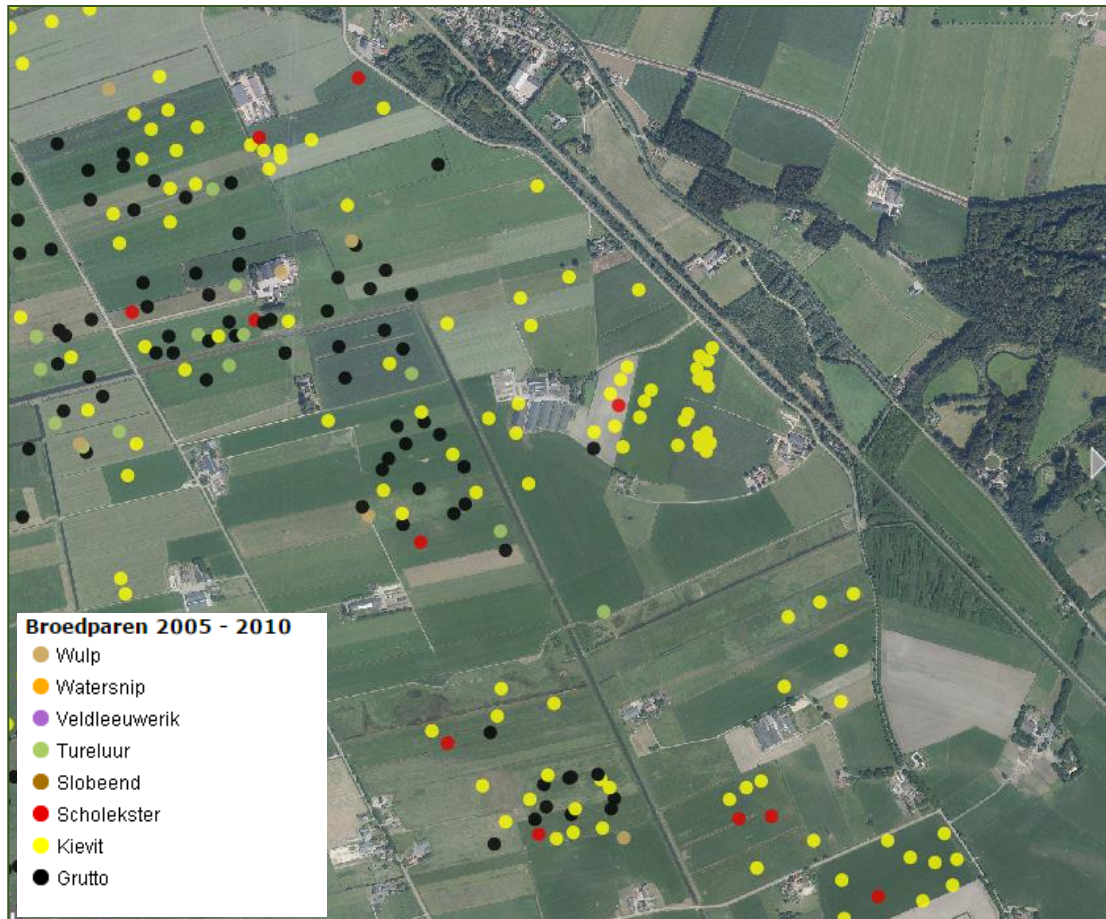 Broedparen 2005 - 2010
Wulp
Watersnip
Veldleeuwerik
Tureluur
Slobeend
Scholekster
Kievit
Grutto